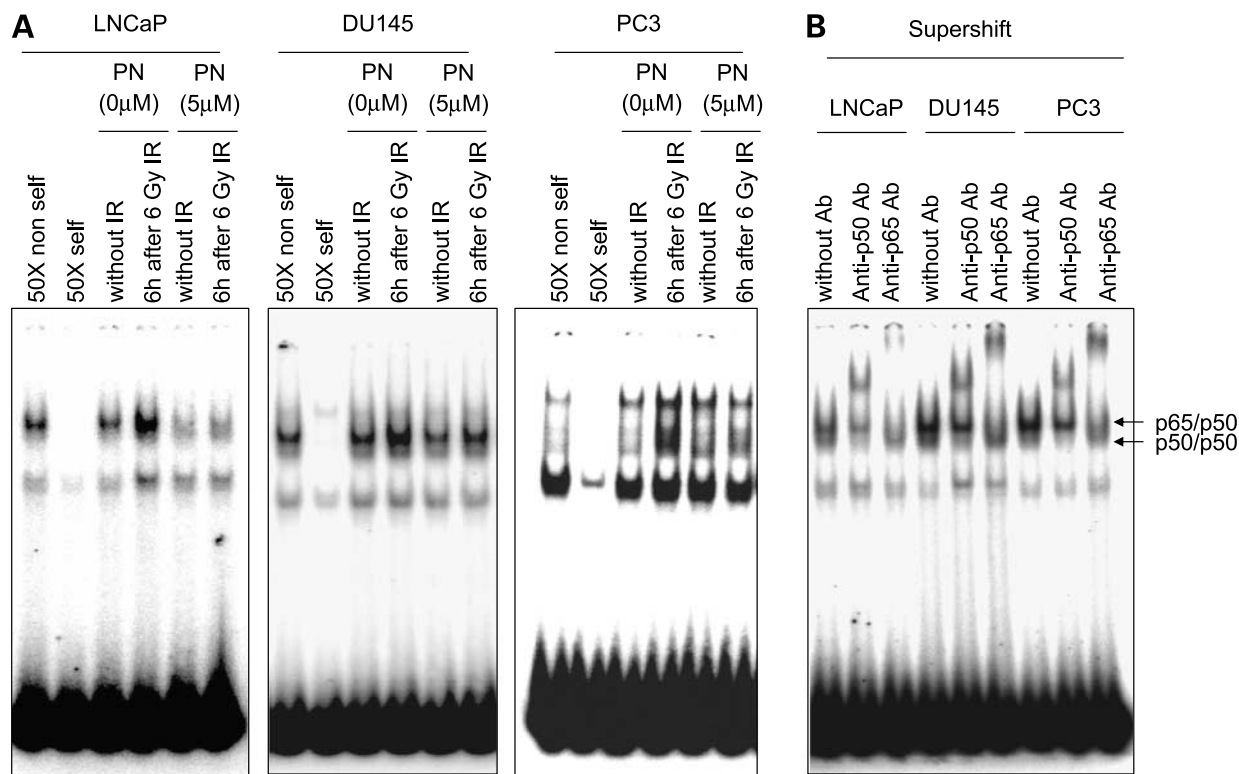 A
LNCaP
DU145
PC3
PN
(0μM)
PN
(5μM)
PN
(0μM)
PN
(5μM)
PN
(0μM)
PN
(5μM)
50X non self
50X self
without IR
6h after 6 Gy IR
without IR
6h after 6 Gy IR
50X non self
50X self
without IR
6h after 6 Gy IR
without IR
6h after 6 Gy IR
50X non self
50X self
without IR
6h after 6 Gy IR
without IR
6h after 6 Gy IR
B
Supershift
LNCaP
DU145
PC3
without Ab
Anti-p50 Ab
Anti-p65 Ab
without Ab
Anti-p50 Ab
Anti-p65 Ab
without Ab
Anti-p50 Ab
Anti-p65 Ab
p65/p50
p50/p50